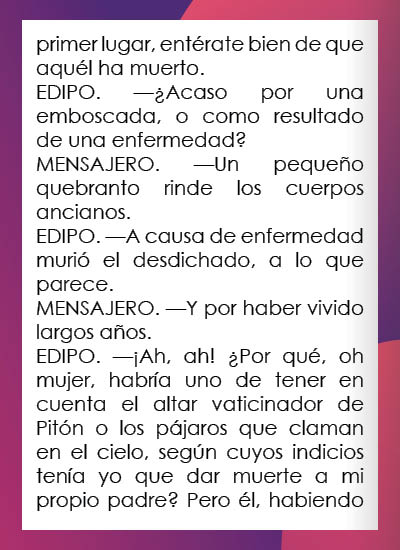 primer lugar, entérate bien de que
aquél ha muerto.
EDIPO. —¿Acaso por una
emboscada, o como resultado
de una enfermedad?
MENSAJERO. —Un pequeño
quebranto rinde los cuerpos
ancianos.
EDIPO. —A causa de enfermedad
murió el desdichado, a lo que
parece.
MENSAJERO. —Y por haber vivido
largos años.
EDIPO. —¡Ah, ah! ¿Por qué, oh
mujer, habría uno de tener en
cuenta el altar vaticinador de
Pitón o los pájaros que claman
en el cielo, según cuyos indicios
tenía yo que dar muerte a mi
propio padre? Pero él, habiendo